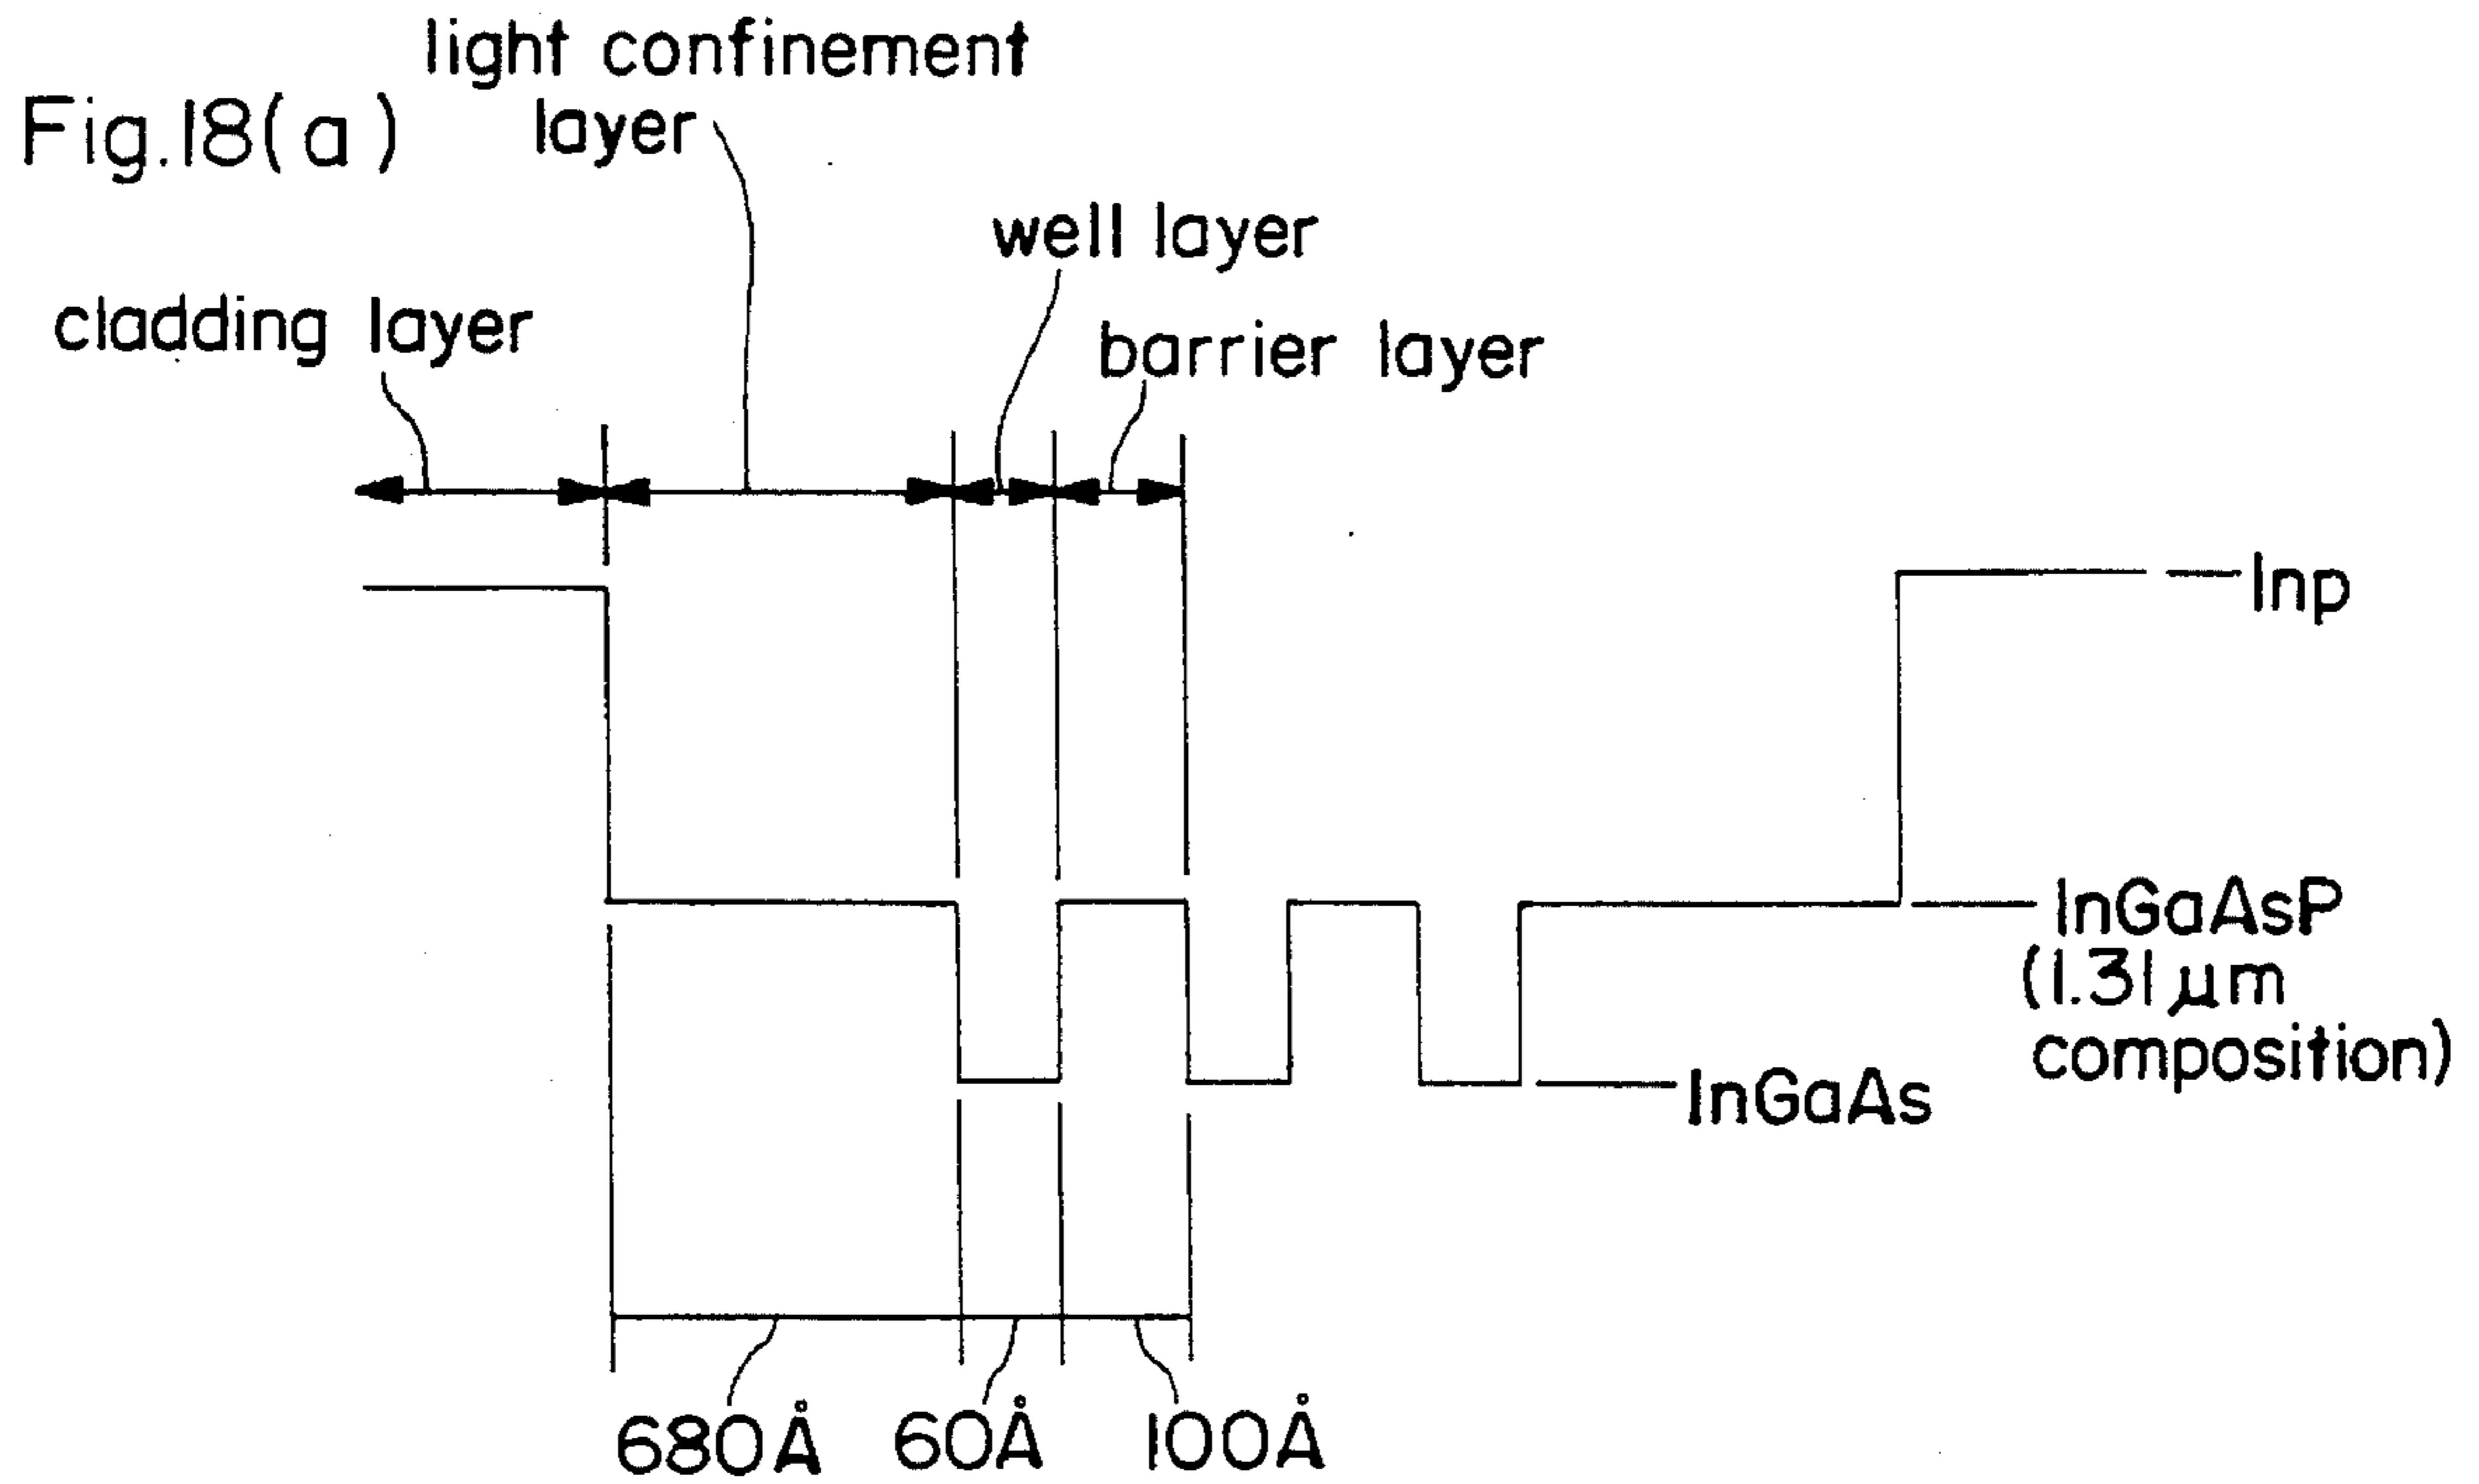 Fig.18(a)
light confinement
layer
well layer
cladding layer
barrier layer
Inp
InGaAsP
(1.31μm
composition)
InGaAs
680Å
60Å
100Å